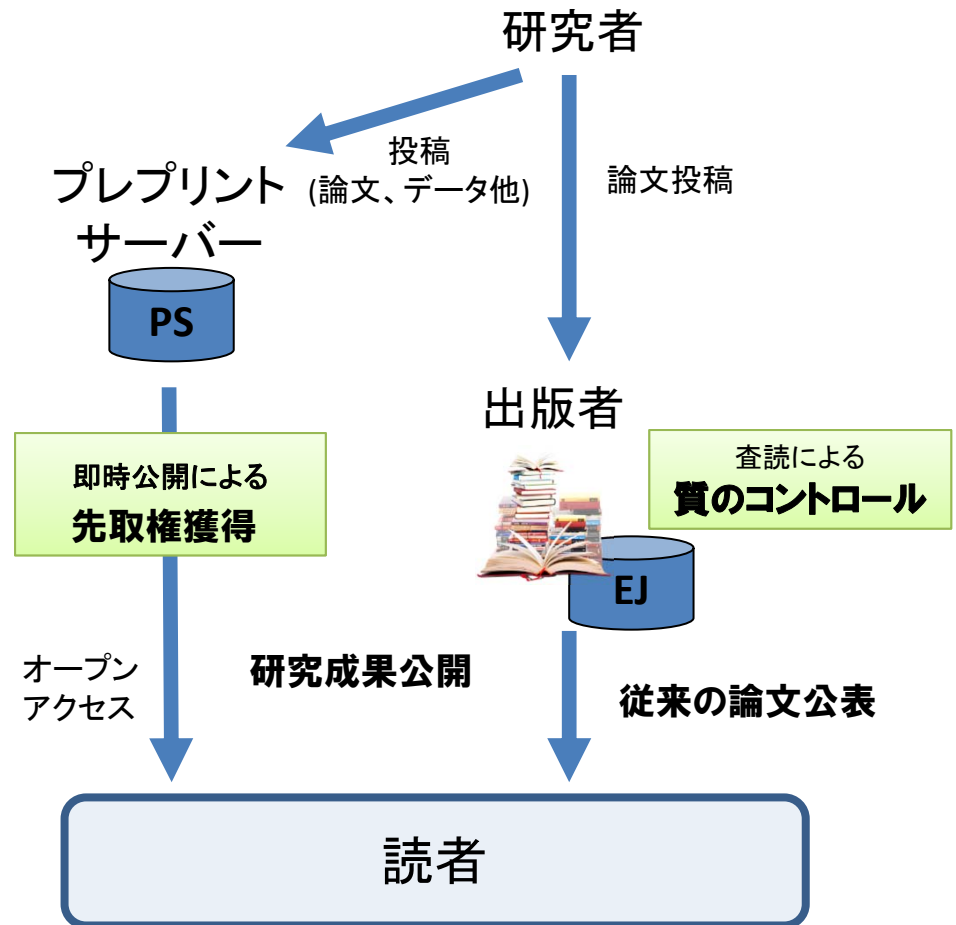 研究者
投稿
(論文、データ他)
論文投稿
プレプリント
サーバー
PS
出版者
即時公開による
先取権獲得
査読による
質のコントロール
EJ
オープン
アクセス
研究成果公開
従来の論文公表
読者